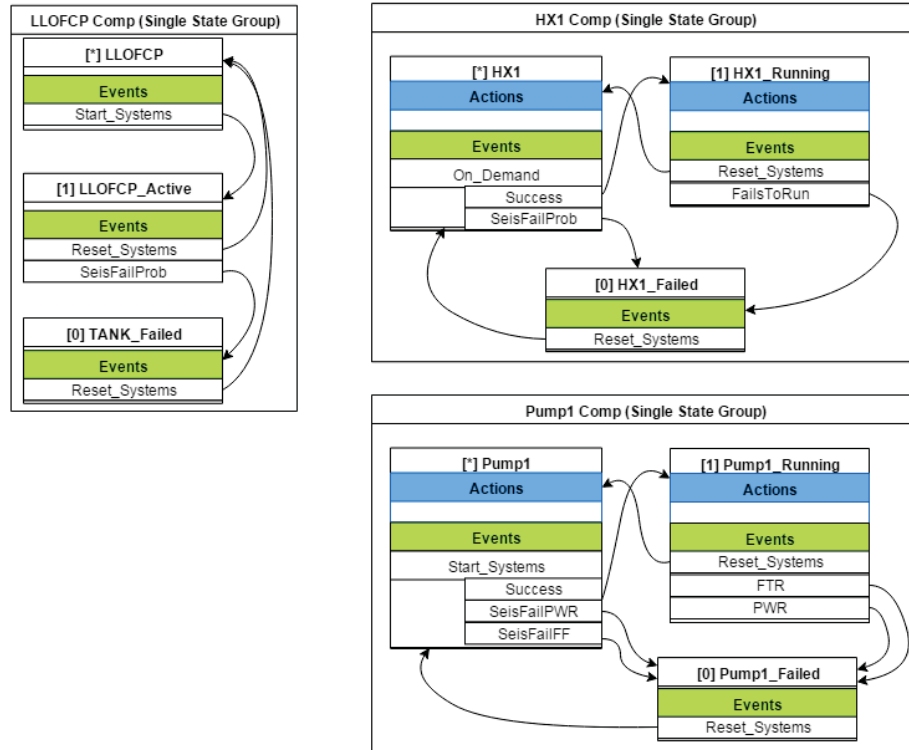 LLOFCP Comp (Single State Group)
[*] LLOFCP
Events
Start_Systems
[1] LLOFCP_Active
Events
Reset_Systems
SeisFailProb
[0] TANK_Failed
Events
Reset_Systems
HX1 Comp (Single State Group)
[*] HX1
Actions
Events
On_Demand
Success
SeisFailProb
[1] HX1_Running
Actions
Events
Reset_Systems
FailsToRun
[0] HX1_Failed
Events
Reset_Systems
Pump1 Comp (Single State Group)
[*] Pump1
Actions
Events
Start_Systems
Success
SeisFailPWR
SeisFailFF
[1] Pump1_Running
Actions
Events
Reset_Systems
FTR
PWR
[0] Pump1_Failed
Events
Reset_Systems